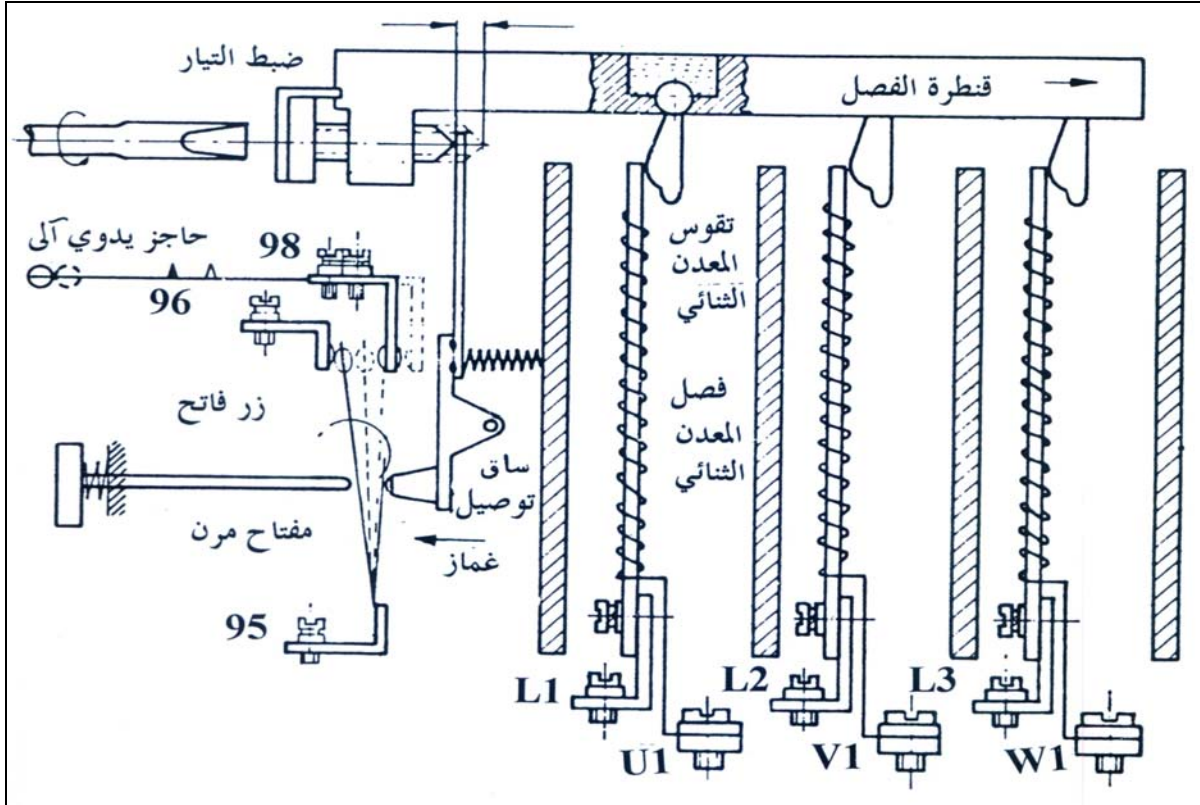 ضبط التيار
قنطرة الفصل
حاجز يدوي آلى
98
96
تقوس
المعدن
الثنائي
زر فاتح
فصل
المعدن
الثنائي
ساق
توصيل
مفتاح مرن
غماز
95
L1
L2
L3
U1
V1
W1